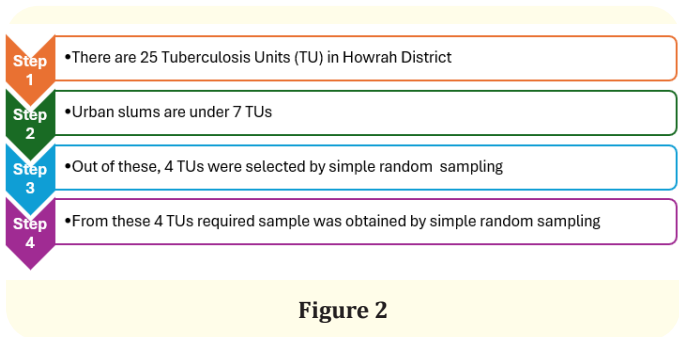 Step 1
•There are 25 Tuberculosis Units (TU) in Howrah District
Step 2
•Urban slums are under 7 TUs
Step 3
•Out of these, 4 TUs were selected by simple random  sampling
Step 4
•From these 4 TUs required sample was obtained by simple random sampling
Figure 2